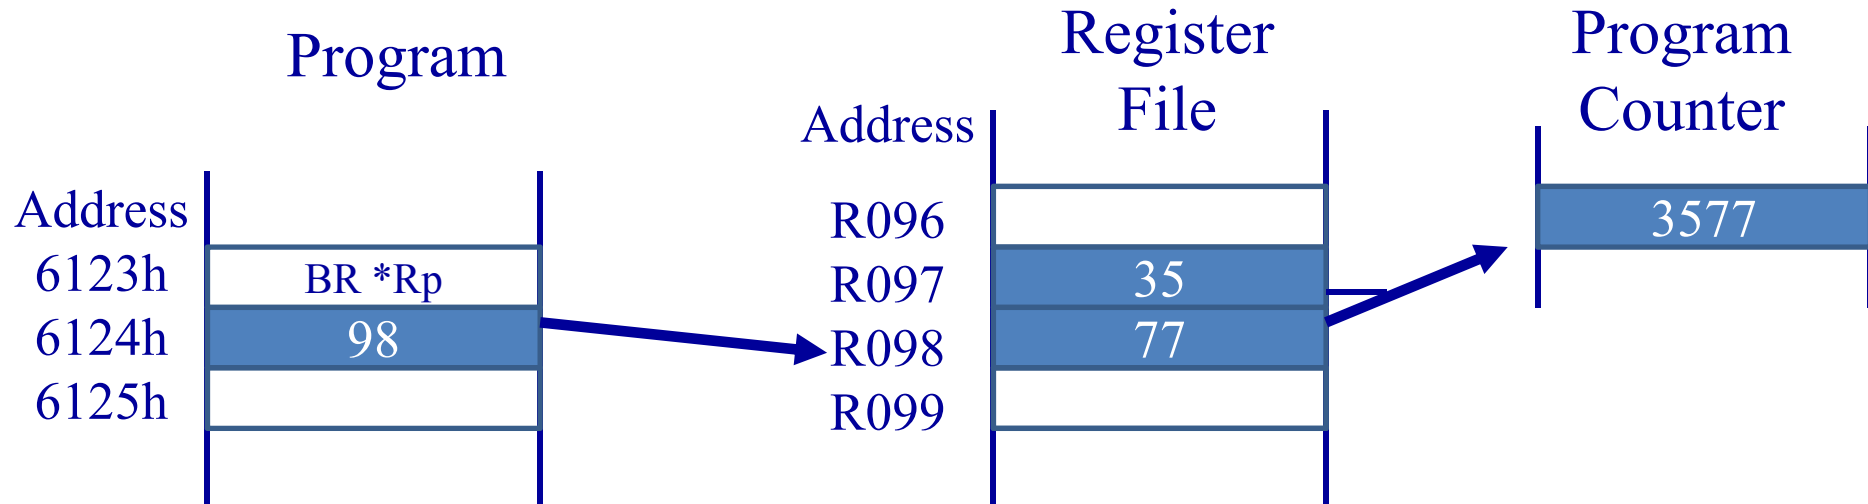 Program
Address
6123h
BR *Rp
6124h
98
6125h
Register
File
Address
R096
R097
35
R098
77
R099
Program
Counter
3577